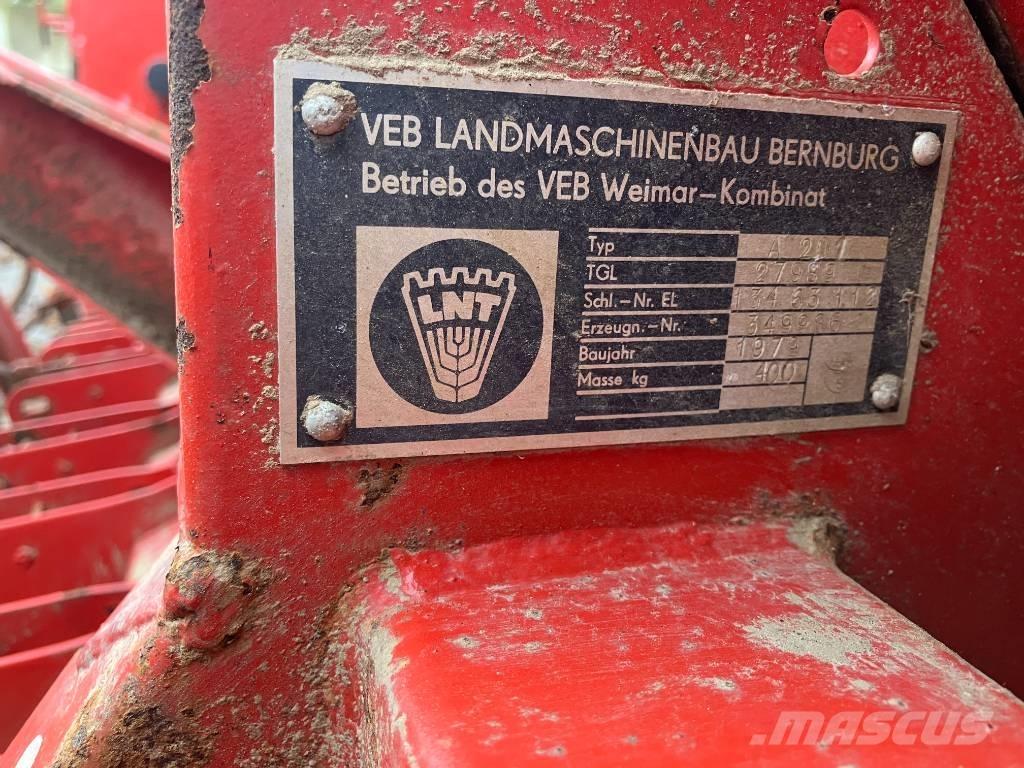 VEB LANDMASCHINENBAU BERNBURG
Betrieb des VEB Weimar-Kombinat
LNT
Typ A 201
TGL
Schl.-Nr. EL
Erzeugn.-Nr.
Baujahr
Masse kg 400
MASCUS